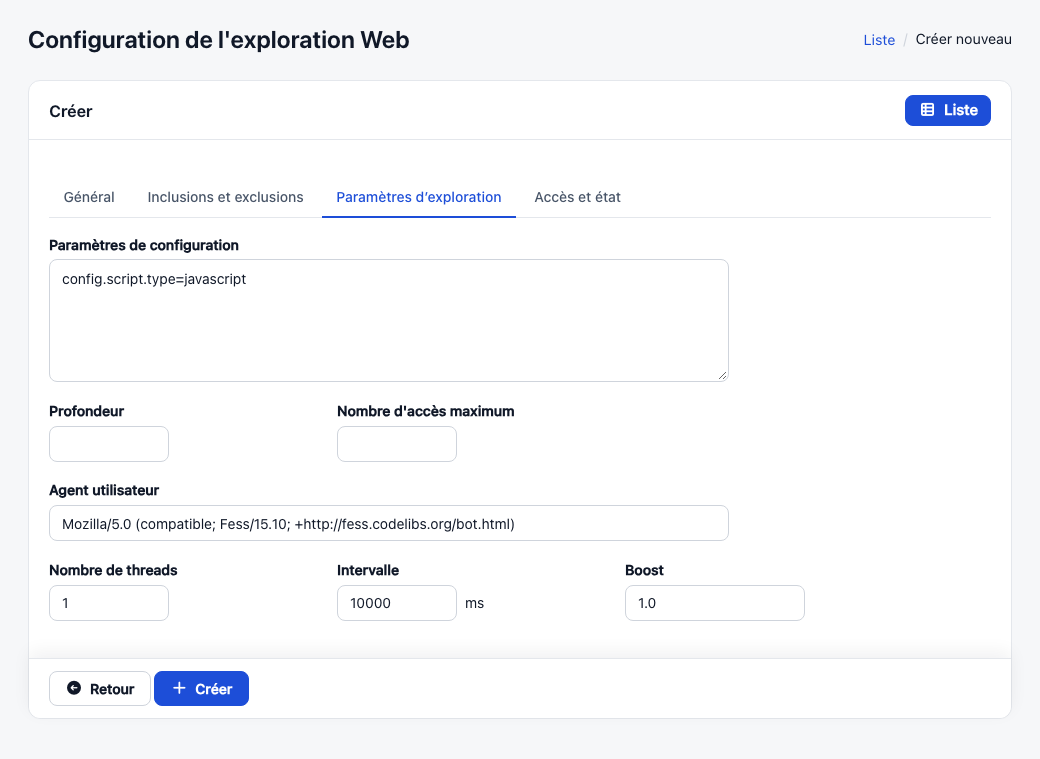 Configuration de l'exploration Web
Liste / Créer nouveau
Créer
Liste
Général Inclusions et exclusions Paramètres d’exploration Accès et état
Paramètres de configuration
config.script.type=javascript
Profondeur Nombre d'accès maximum
Agent utilisateur
Mozilla/5.0 (compatible; Fess/15.10; +http://fess.codelibs.org/bot.html)
Nombre de threads Intervalle Boost
1 10000 ms 1.0
Retour Créer